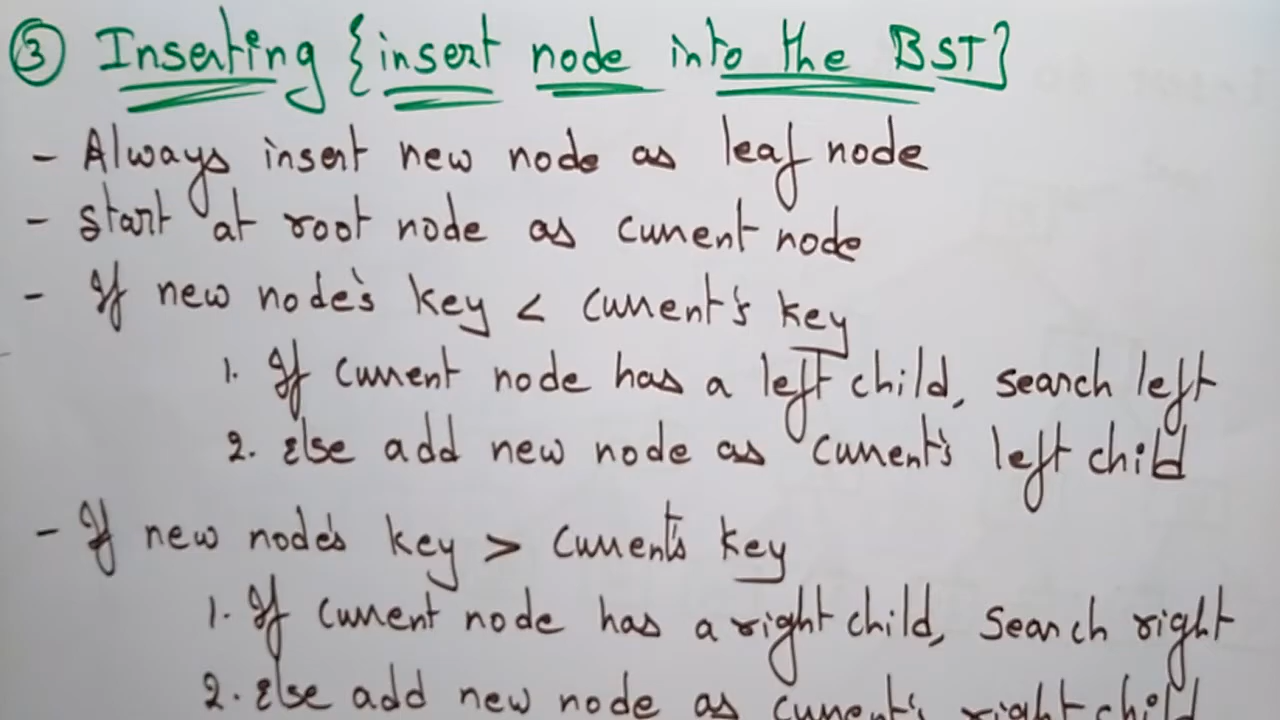 ③ Inserting {insert node into the BST}
- Always insert new node as leaf node
- Start at root node as current node
- If new node's key < current's key
1. If current node has a left child, search left
2. Else add new node as current's left child
- If new node's key > current's key
1. If current node has a right child, search right
2. Else add new node as current's right child